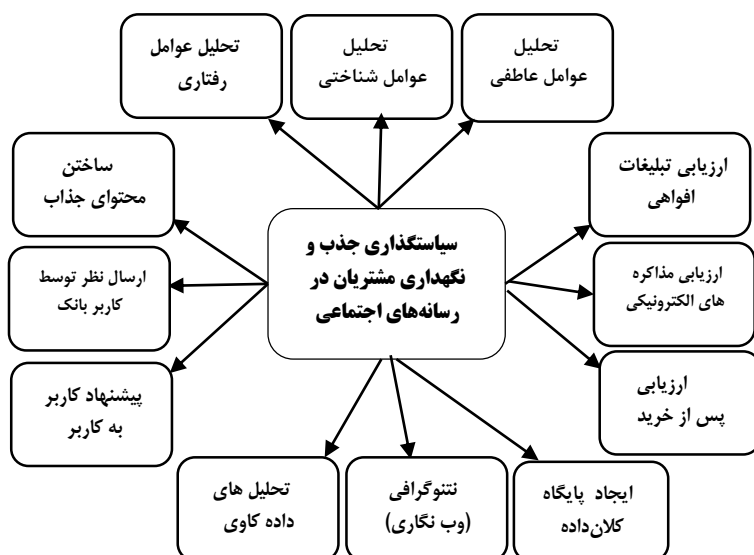 تحلیل
عوامل عاطفی
تحلیل
عوامل شناختی
تحلیل عوامل
رفتاری
ارزیابی تبلیغات
افواهی
ساختن
محتوای جذاب
سیاستگذاری جذب و
نگهداری مشتریان در
رسانه‌های اجتماعی
ارزیابی مذاکره
های الکترونیکی
ارسال نظر توسط
کاربر بانک
ارزیابی
پس از خرید
پیشنهاد کاربر
به کاربر
ایجاد پایگاه
کلان‌داده
نتنوگرافی
(وب نگاری)
تحلیل های
داده کاوی